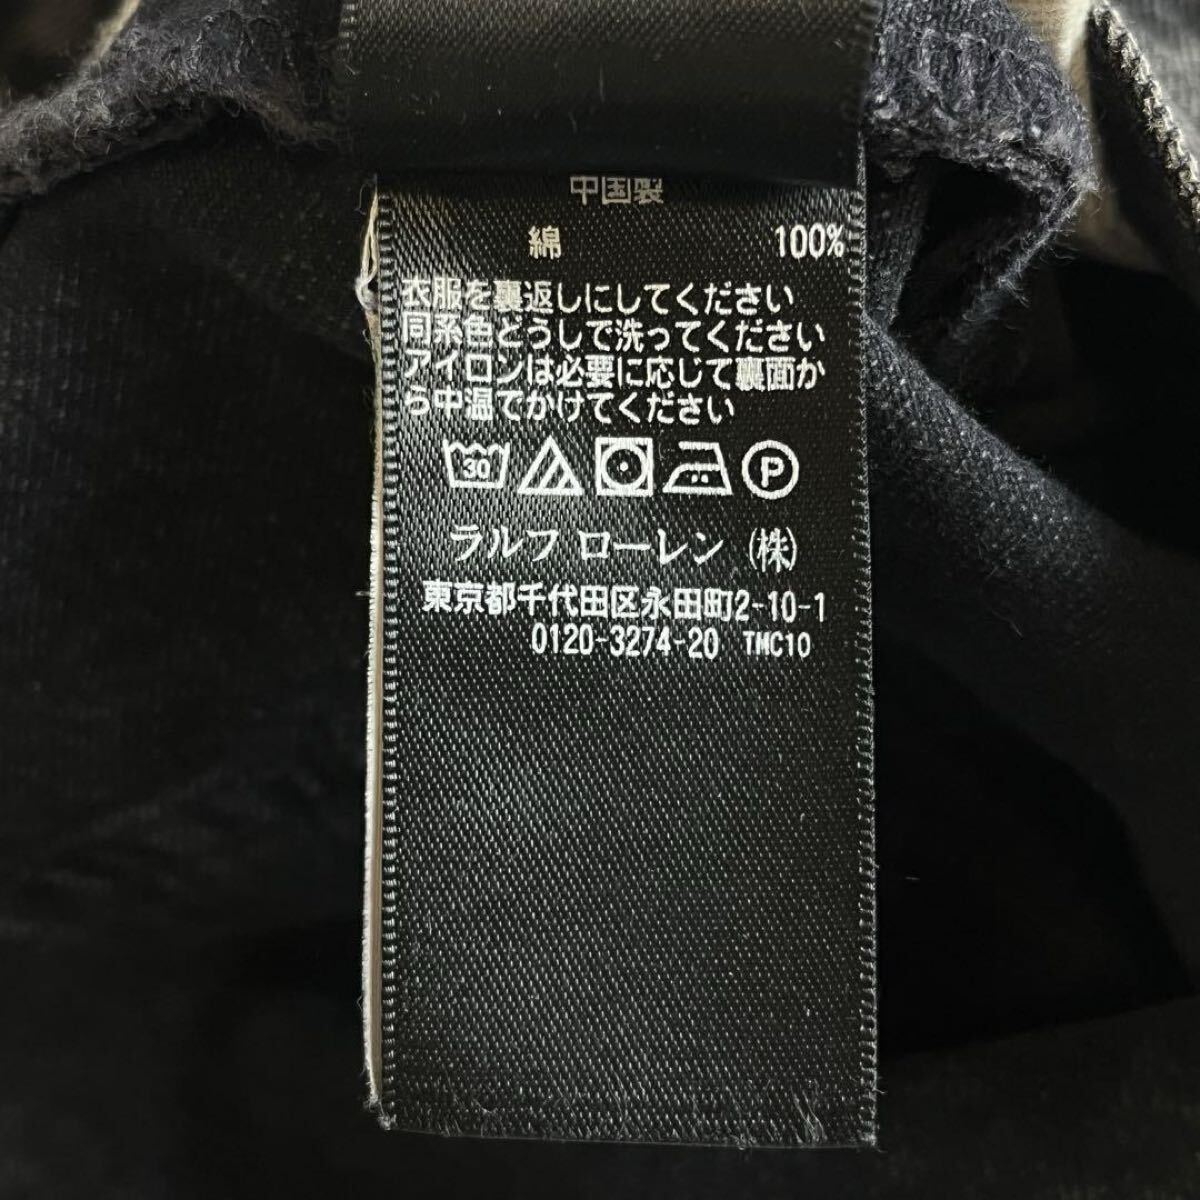 中国製
綿 100%
衣服を裏返しにしてください
同系色どうしで洗ってください
アイロンは必要に応じて裏面か
ら中温でかけてください
30 P
ラルフ ローレン (株)
東京都千代田区永田町2-10-1
0120-3274-20 TMC10